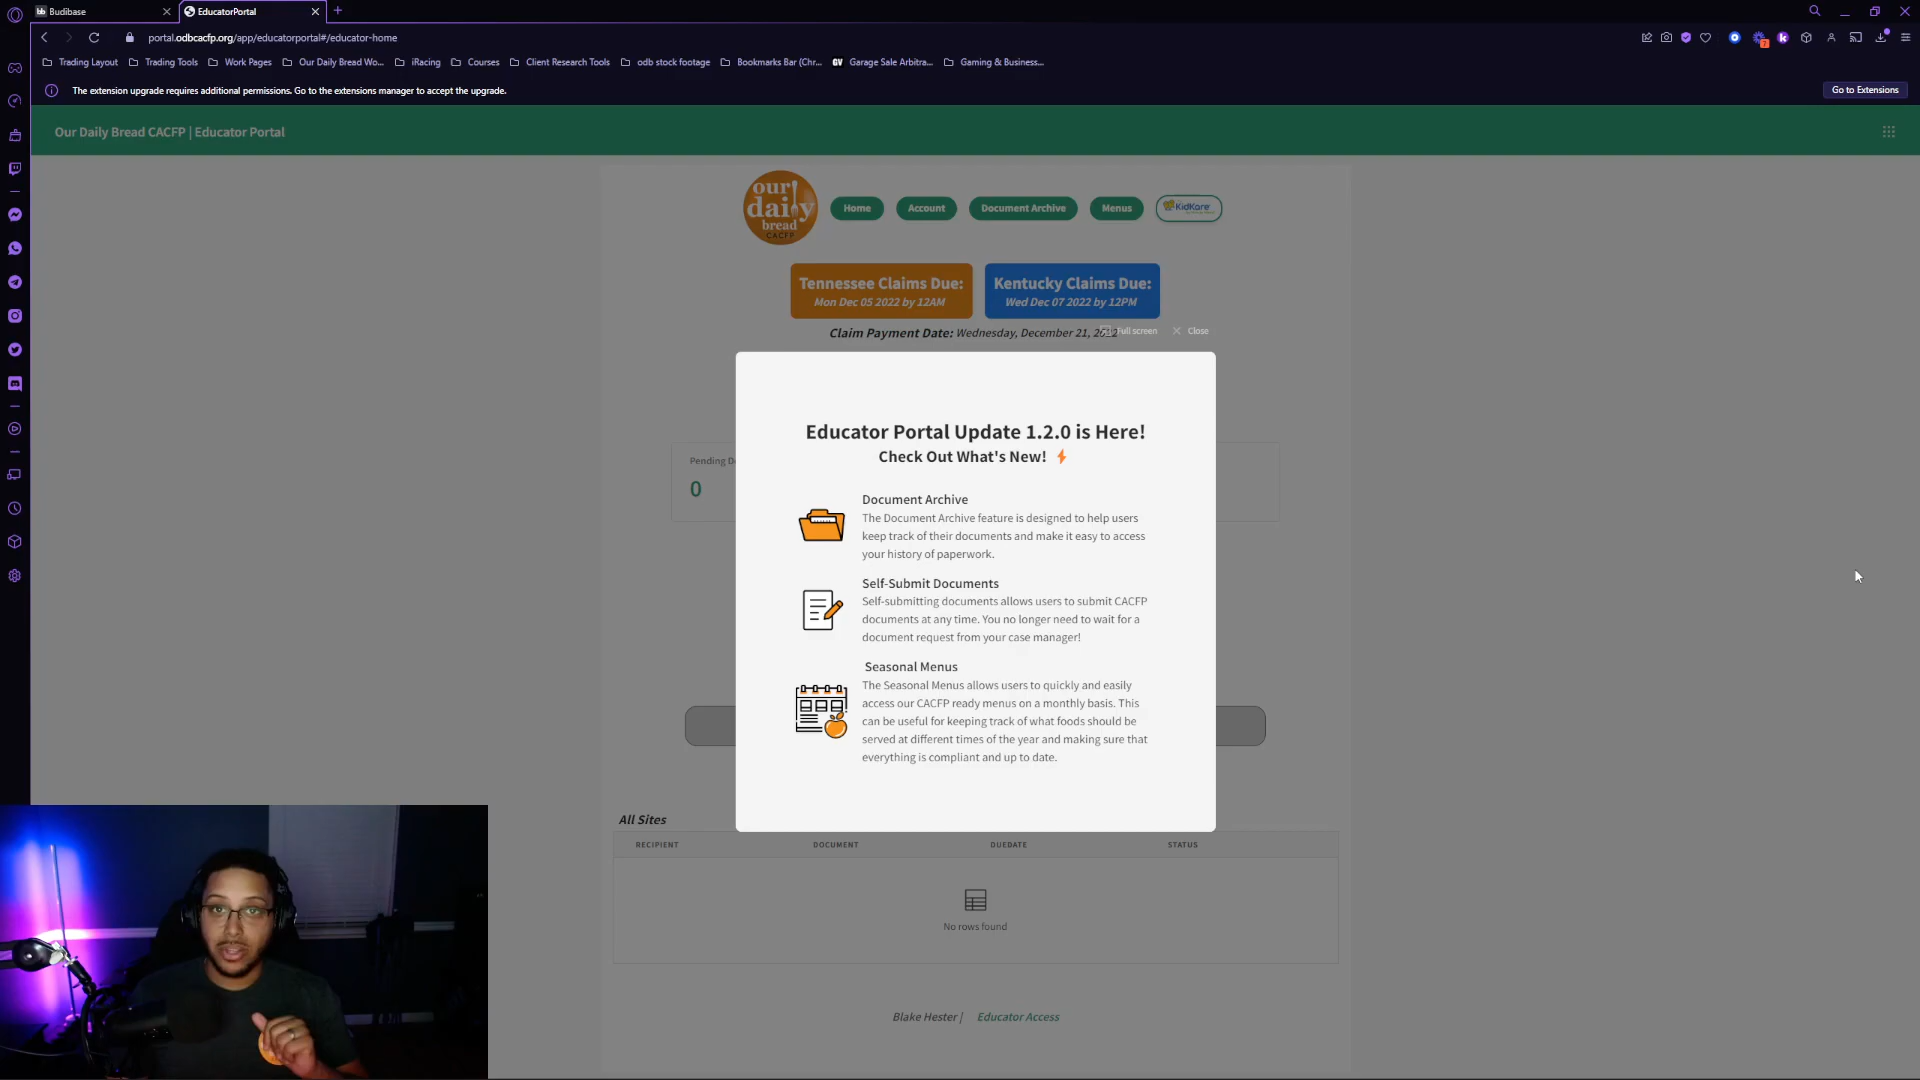 Budibase
EducatorPortal
portal.odbcacfp.org/app/educatorportal#/educator-home
7
Trading Layout
Trading Tools
Work Pages
Our Daily Bread Wo...
iRacing
Courses
Client Research Tools
odb stock footage
Bookmarks Bar (Chr...
GV Garage Sale Arbitra...
Gaming & Business...
The extension upgrade requires additional permissions. Go to the extensions manager to accept the upgrade.
Go to Extensions
Our Daily Bread CACFP | Educator Portal
our
daily
bread
CACFP
Home
Account
Document Archive
Menus
KidKare
Tennessee Claims Due:
Mon Dec 05 2022 by 12AM
Kentucky Claims Due:
Wed Dec 07 2022 by 12PM
Claim Payment Date: Wednesday, December 21, 2022
Full screen
Close
Pending D
0
Educator Portal Update 1.2.0 is Here!
Check Out What's New!
Document Archive
The Document Archive feature is designed to help users
keep track of their documents and make it easy to access
your history of paperwork.
Self-Submit Documents
Self-submitting documents allows users to submit CACFP
documents at any time. You no longer need to wait for a
document request from your case manager!
Seasonal Menus
The Seasonal Menus allows users to quickly and easily
access our CACFP ready menus on a monthly basis. This
can be useful for keeping track of what foods should be
served at different times of the year and making sure that
everything is compliant and up to date.
All Sites
RECIPIENT
DOCUMENT
DUEDATE
STATUS
No rows found
Blake Hester | Educator Access